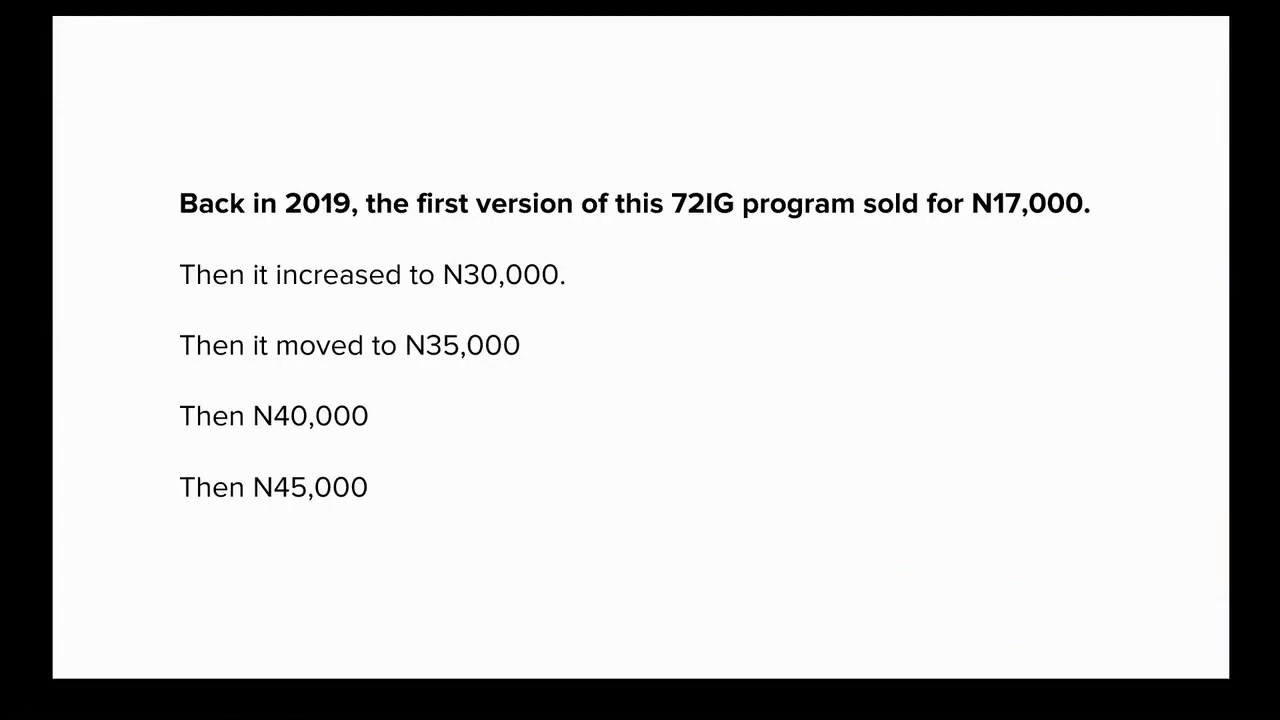 Back in 2019, the first version of this 72IG program sold for N17,000.
Then it increased to N30,000.
Then it moved to N35,000
Then N40,000
Then N45,000